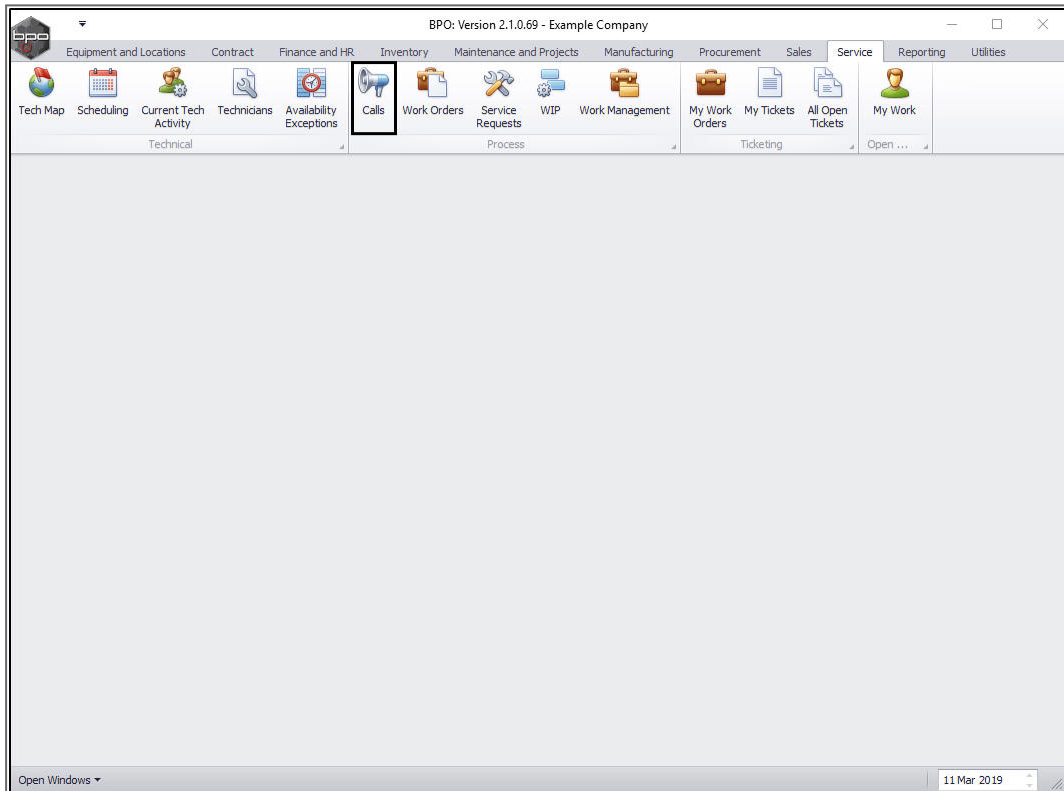 bpo
BPO: Version 2.1.0.69 - Example Company
Equipment and Locations Contract Finance and HR Inventory Maintenance and Projects Manufacturing Procurement Sales Service Reporting Utilities
Tech Map Scheduling Current Tech Activity Technicians Availability Exceptions Calls Work Orders Service Requests WIP Work Management My Work Orders My Tickets All Open Tickets My Work
Technical Process Ticketing Open ...
Open Windows 11 Mar 2019